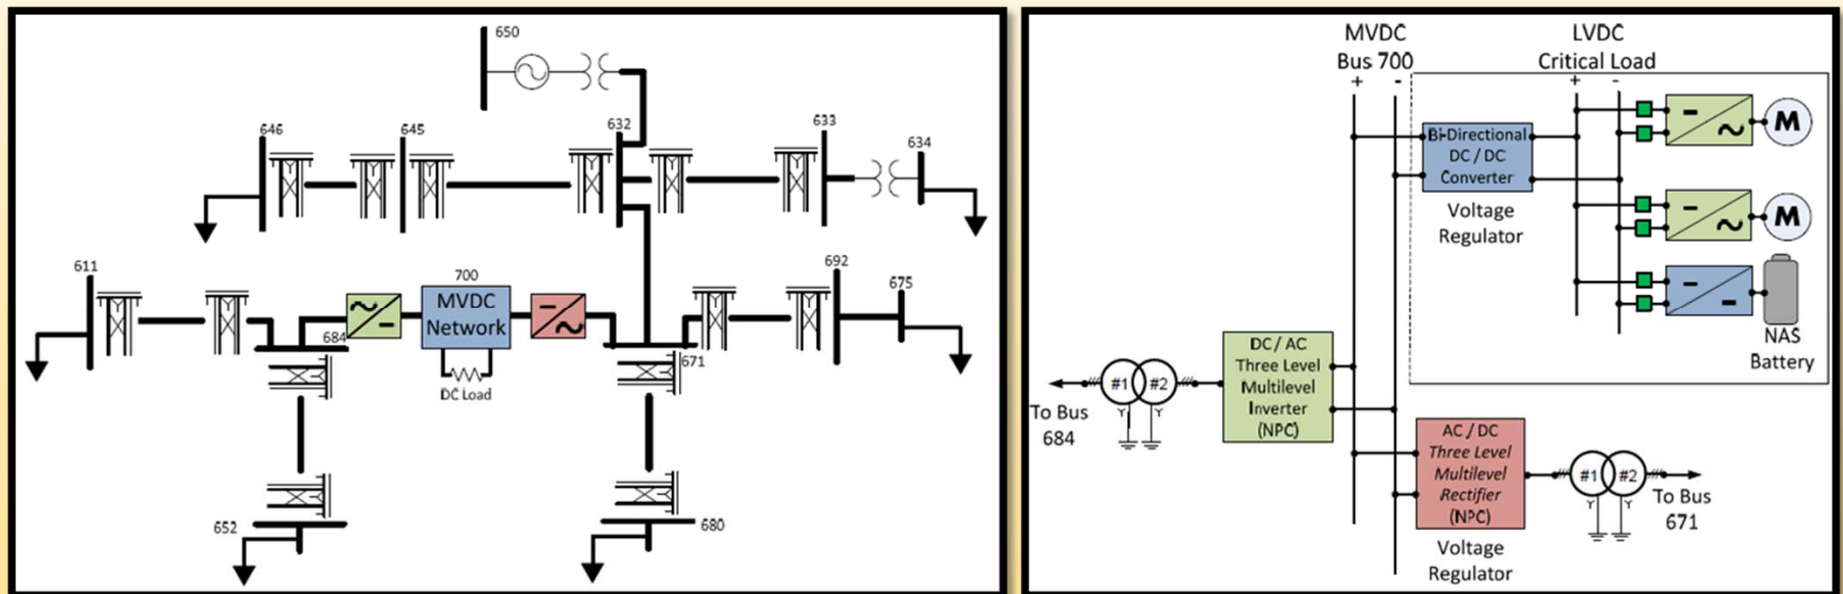 650
646
645
632
633
634
611
700
692
675
MVDC
Network
684
671
DC Load
652
680
MVDC
Bus 700
+ -
LVDC
Critical Load
+ -
Bi-Directional
DC / DC
Converter
Voltage
Regulator
M
M
NAS
Battery
DC / AC
Three Level
Multilevel
Inverter
(NPC)
#1 #2
To Bus
684
AC / DC
Three Level
Multilevel
Rectifier
(NPC)
#1 #2
To Bus
671
Voltage
Regulator